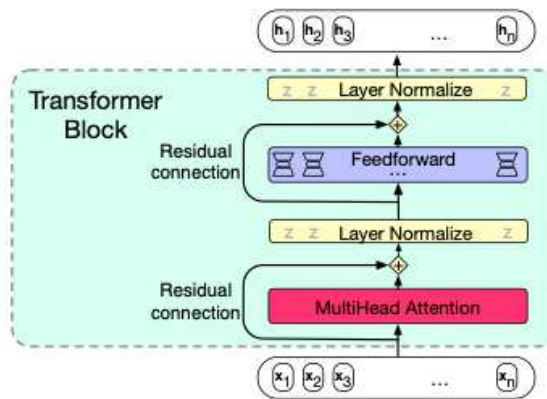 h1 h2 h3 ... hn
Transformer
Block
z z Layer Normalize z
+
Residual
connection
Feedforward
...
z z Layer Normalize z
+
Residual
connection
MultiHead Attention
x1 x2 x3 ... xn